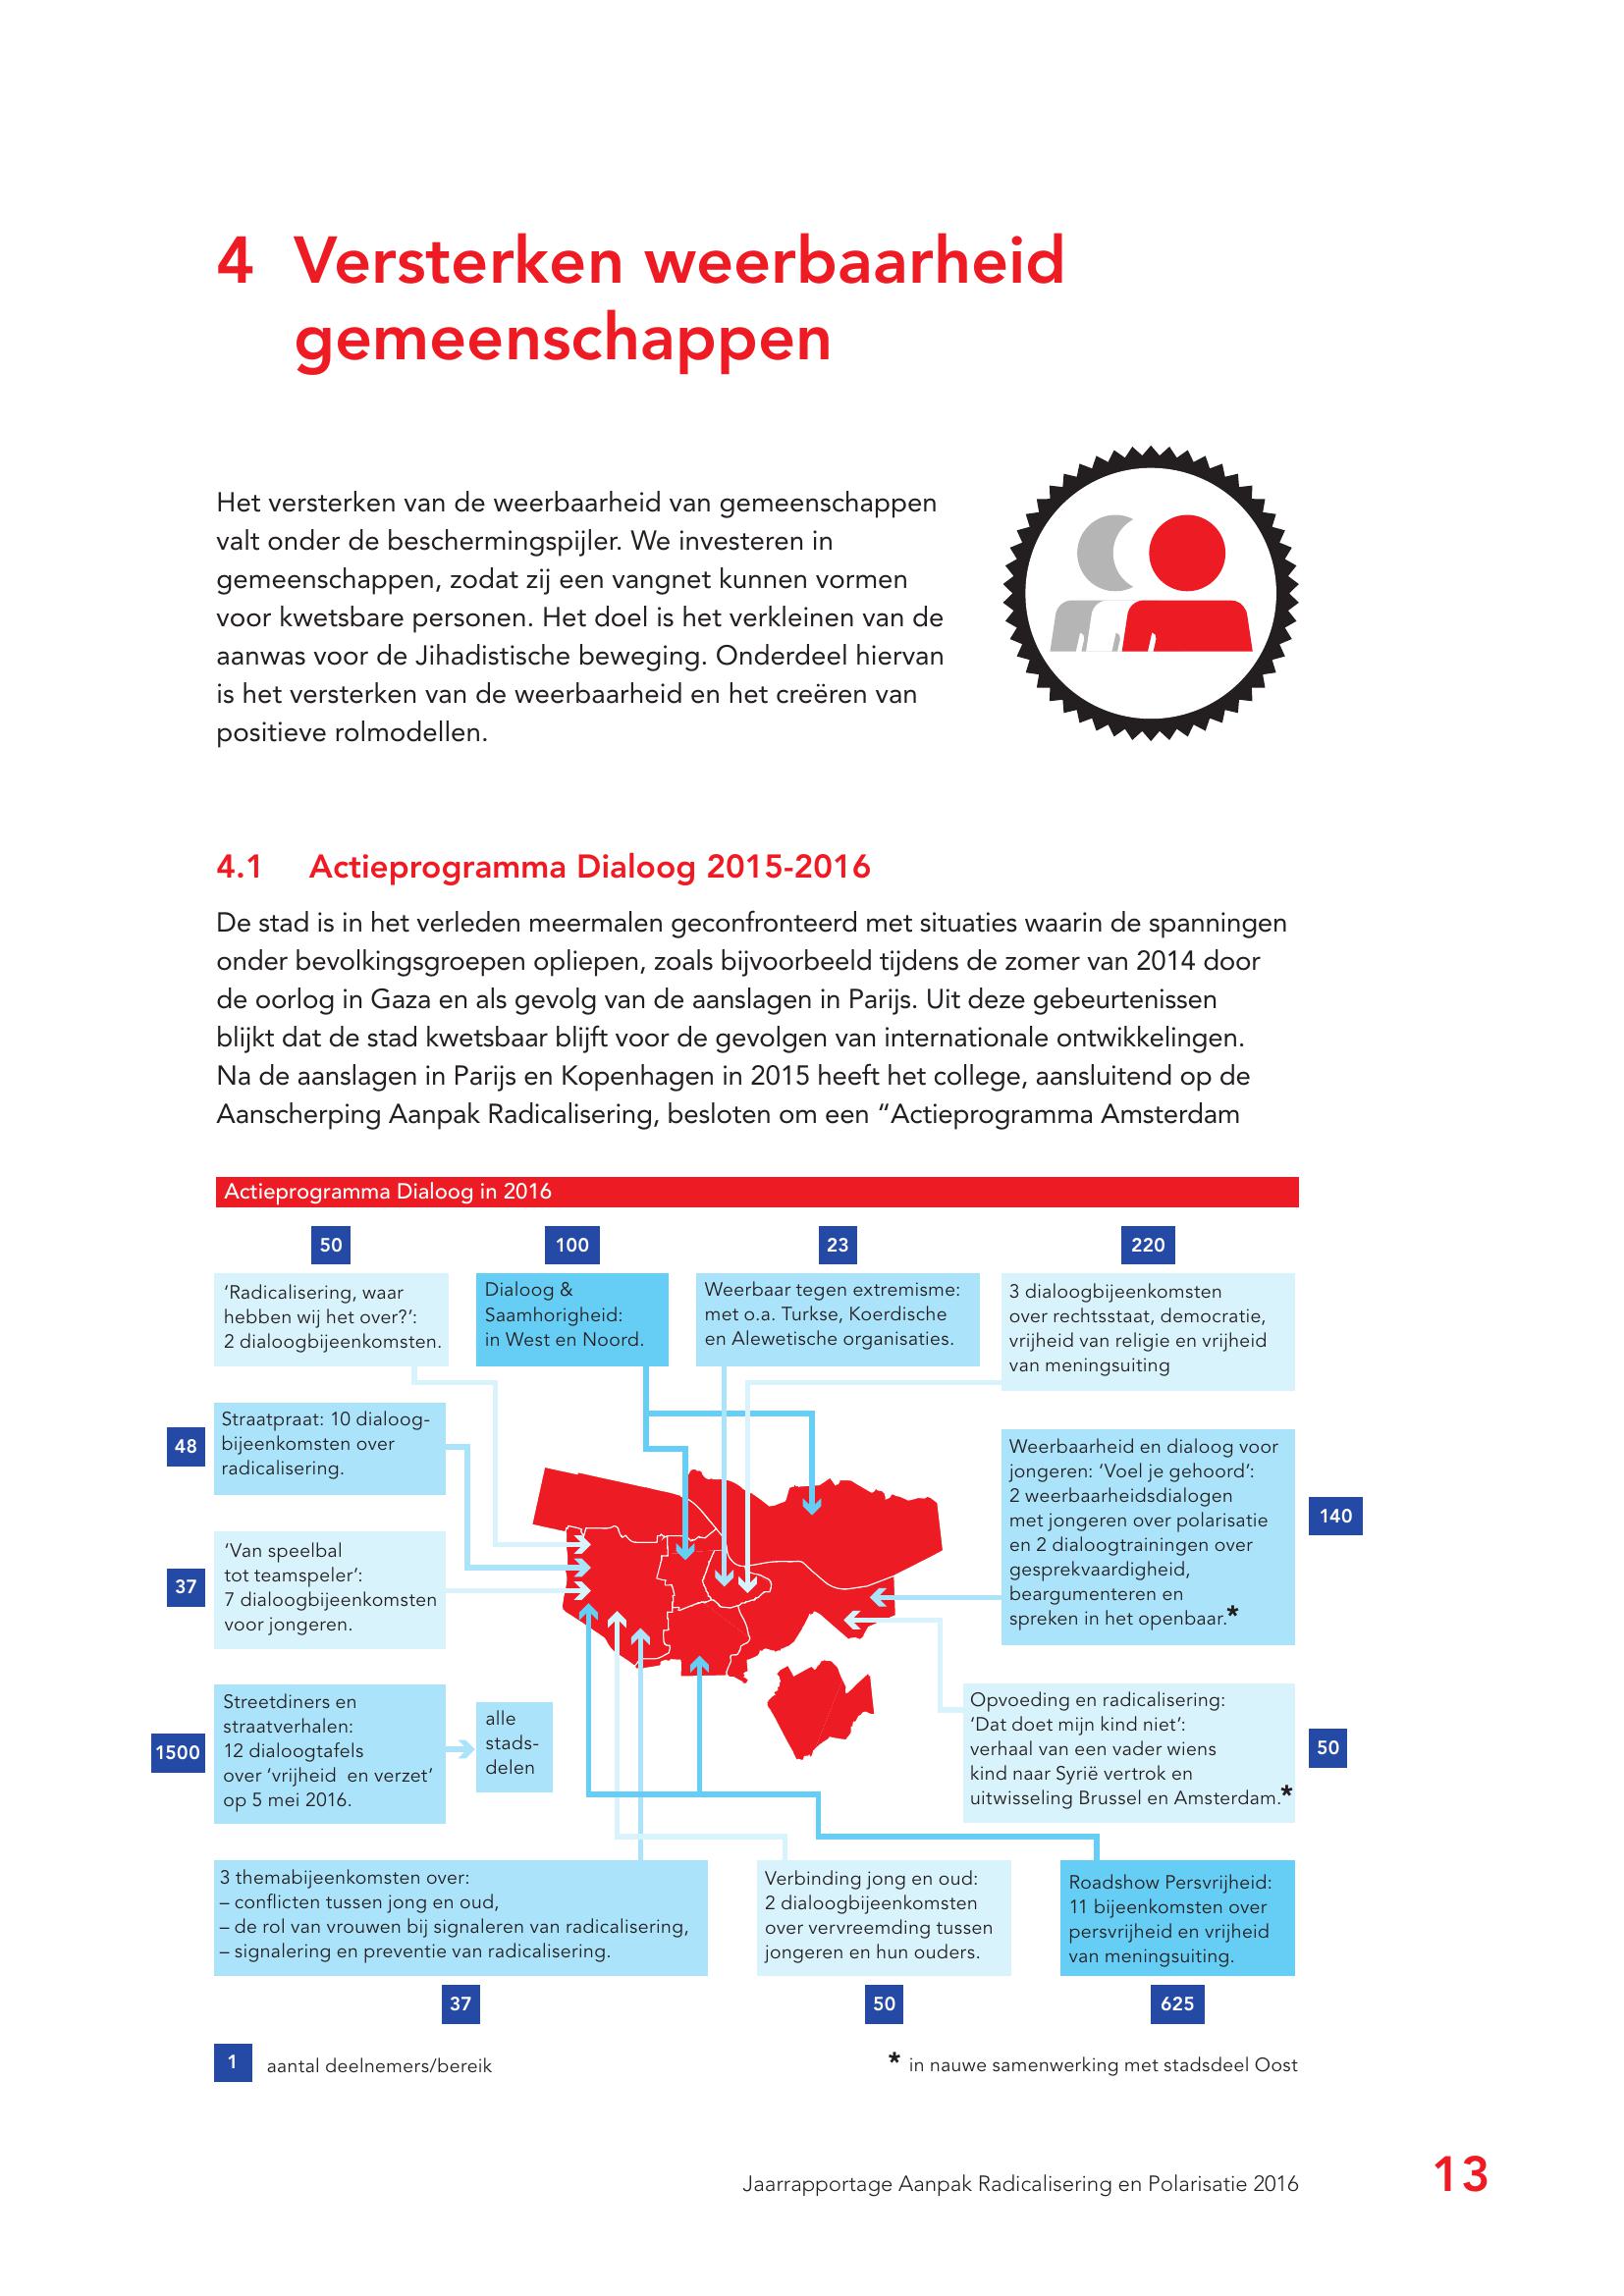 4 Versterken weerbaarheid
gemeenschappen
Het versterken van de weerbaarheid van gemeenschappen
valt onder de beschermingspijler. We investeren in
gemeenschappen, zodat zij een vangnet kunnen vormen
voor kwetsbare personen. Het doel is het verkleinen van de
aanwas voor de Jihadistische beweging. Onderdeel hiervan
is het versterken van de weerbaarheid en het creëren van
positieve rolmodellen.
4.1 Actieprogramma Dialoog 2015-2016
De stad is in het verleden meermalen geconfronteerd met situaties waarin de spanningen
onder bevolkingsgroepen opliepen, zoals bijvoorbeeld tijdens de zomer van 2014 door
de oorlog in Gaza en als gevolg van de aanslagen in Parijs. Uit deze gebeurtenissen
blijkt dat de stad kwetsbaar blijft voor de gevolgen van internationale ontwikkelingen.
Na de aanslagen in Parijs en Kopenhagen in 2015 heeft het college, aansluitend op de
Aanscherping Aanpak Radicalisering, besloten om een “Actieprogramma Amsterdam
Actieprogramma Dialoog in 2016
50
‘Radicalisering, waar
hebben wij het over?’:
2 dialoogbijeenkomsten.
100
Dialoog &
Saamhorigheid:
in West en Noord.
23
Weerbaar tegen extremisme:
met o.a. Turkse, Koerdische
en Alewetische organisaties.
220
3 dialoogbijeenkomsten
over rechtsstaat, democratie,
vrijheid van religie en vrijheid
van meningsuiting
48
Straatpraat: 10 dialoog-
bijeenkomsten over
radicalisering.
Weerbaarheid en dialoog voor
jongeren: ‘Voel je gehoord’:
2 weerbaarheidsdialogen
met jongeren over polarisatie
en 2 dialoogtrainingen over
gesprekvaardigheid,
beargumenteren en
spreken in het openbaar.*
140
37
‘Van speelbal
tot teamspeler’:
7 dialoogbijeenkomsten
voor jongeren.
1500
Streetdiners en
straatverhalen:
12 dialoogtafels
over ‘vrijheid en verzet’
op 5 mei 2016.
alle
stads-
delen
Opvoeding en radicalisering:
‘Dat doet mijn kind niet’:
verhaal van een vader wiens
kind naar Syrië vertrok en
uitwisseling Brussel en Amsterdam.*
50
3 themabijeenkomsten over:
– conflicten tussen jong en oud,
– de rol van vrouwen bij signaleren van radicalisering,
– signalering en preventie van radicalisering.
37
Verbinding jong en oud:
2 dialoogbijeenkomsten
over vervreemding tussen
jongeren en hun ouders.
50
Roadshow Persvrijheid:
11 bijeenkomsten over
persvrijheid en vrijheid
van meningsuiting.
625
1 aantal deelnemers/bereik
* in nauwe samenwerking met stadsdeel Oost
Jaarrapportage Aanpak Radicalisering en Polarisatie 2016
13